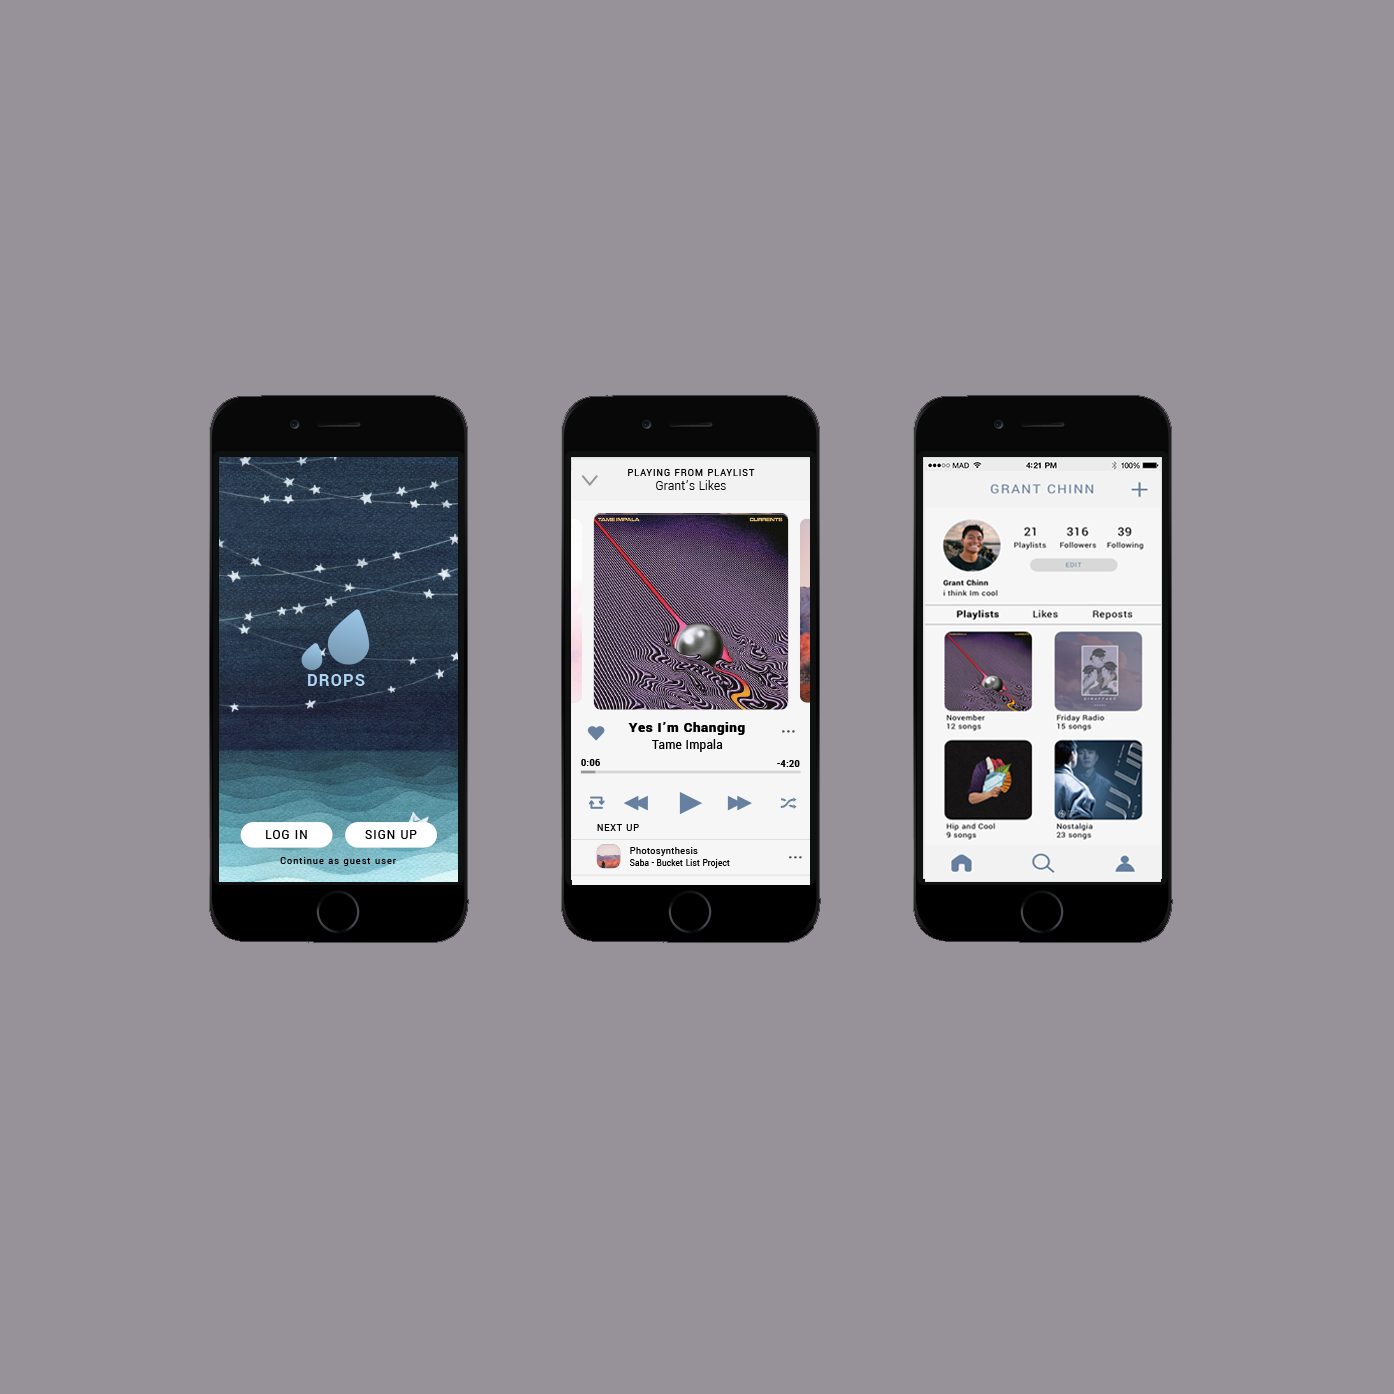 DROPS
LOG IN
SIGN UP
Continue as guest user
PLAYING FROM PLAYLIST
Grant's Likes
TAME IMPALA
CURRENTS
Yes I'm Changing
Tame Impala
0:06
-4:20
NEXT UP
Photosynthesis
Saba - Bucket List Project
MAD
4:21 PM
100%
GRANT CHINN
21
316
39
Playlists
Followers
Following
EDIT
Grant Chinn
i think Im cool
Playlists
Likes
Reposts
November
12 songs
Friday Radio
15 songs
Hip and Cool
9 songs
JJ LIN
Nostalgia
23 songs